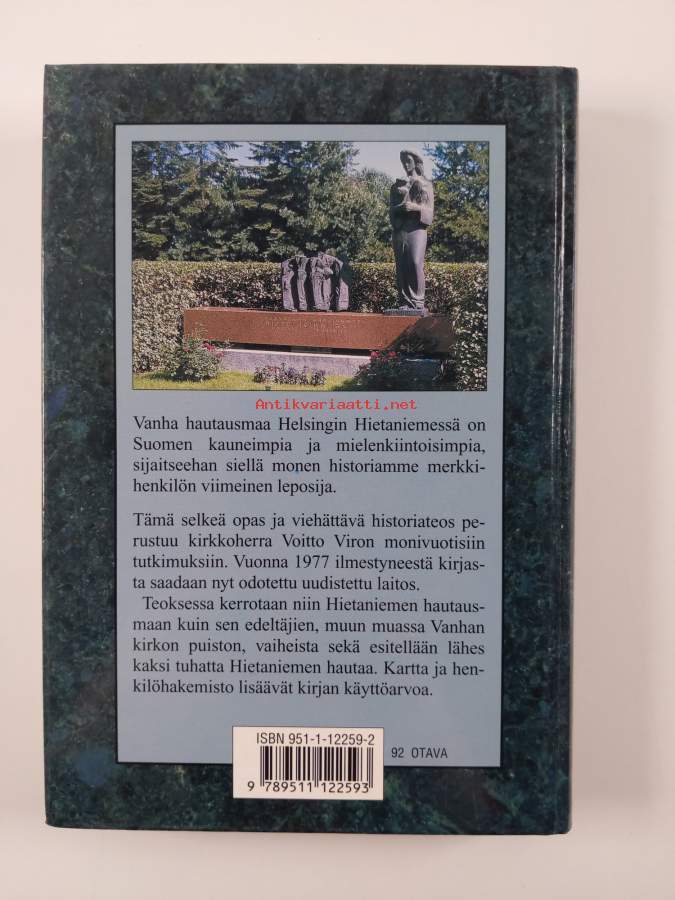 Antikvariaatti.net
Vanha hautausmaa Helsingin Hietaniemessä on
Suomen kauneimpia ja mielenkiintoisimpia,
sijaitseehan siellä monen historiamme merkki-
henkilön viimeinen leposija.
Tämä selkeä opas ja viehättävä historiateos pe-
rustuu kirkkoherra Voitto Viron monivuotisiin
tutkimuksiin. Vuonna 1977 ilmestyneestä kirjas-
ta saadaan nyt odotettu uudistettu laitos.
Teoksessa kerrotaan niin Hietaniemen hautaus-
maan kuin sen edeltäjien, muun muassa Vanhan
kirkon puiston, vaiheista sekä esitellään lähes
kaksi tuhatta Hietaniemen hautaa. Kartta ja hen-
kilöhakemisto lisäävät kirjan käyttöarvoa.
ISBN 951-1-12259-2
92 OTAVA
9 789511 122593